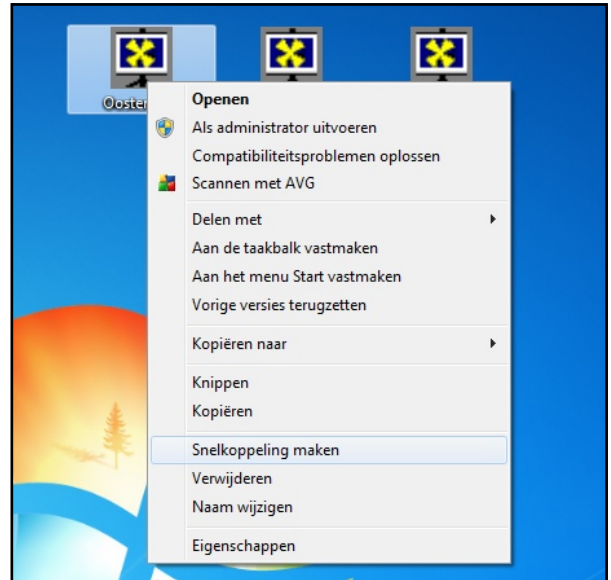 Openen
Als administrator uitvoeren
Compatibiliteitsproblemen oplossen
Scannen met AVG
Delen met
Aan de taakbalk vastmaken
Aan het menu Start vastmaken
Vorige versies terugzetten
Kopiëren naar
Knippen
Kopiëren
Snelkoppeling maken
Verwijderen
Naam wijzigen
Eigenschappen